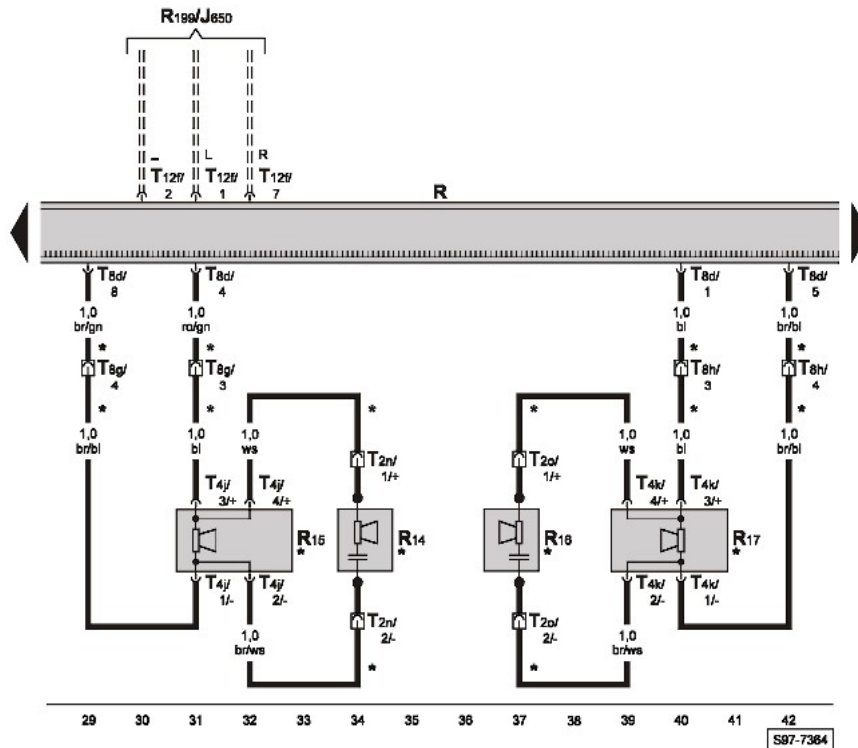 R199/J650
– L R
T12f/ 2 T12f/ 1 T12f/ 7
R
T8d/ 8 T8d/ 4 T8d/ 1 T8d/ 5
1,0 br/gn 1,0 ro/gn 1,0 bl 1,0 br/bl
* * * *
T8g/ 4 T8g/ 3 T8h/ 3 T8h/ 4
* * * * * *
1,0 br/bl 1,0 bl 1,0 ws 1,0 ws 1,0 bl 1,0 br/bl
T2n/ 1/+ T2o/ 1/+
T4j/ 3/+ T4j/ 4/+ T4k/ 4/+ T4k/ 3/+
R15 * R14 * R16 * R17 *
T4j/ 1/- T4j/ 2/- T4k/ 2/- T4k/ 1/-
T2n/ 2/- T2o/ 2/-
1,0 br/ws 1,0 br/ws
* *
29 30 31 32 33 34 35 36 37 38 39 40 41 42
S97-7364